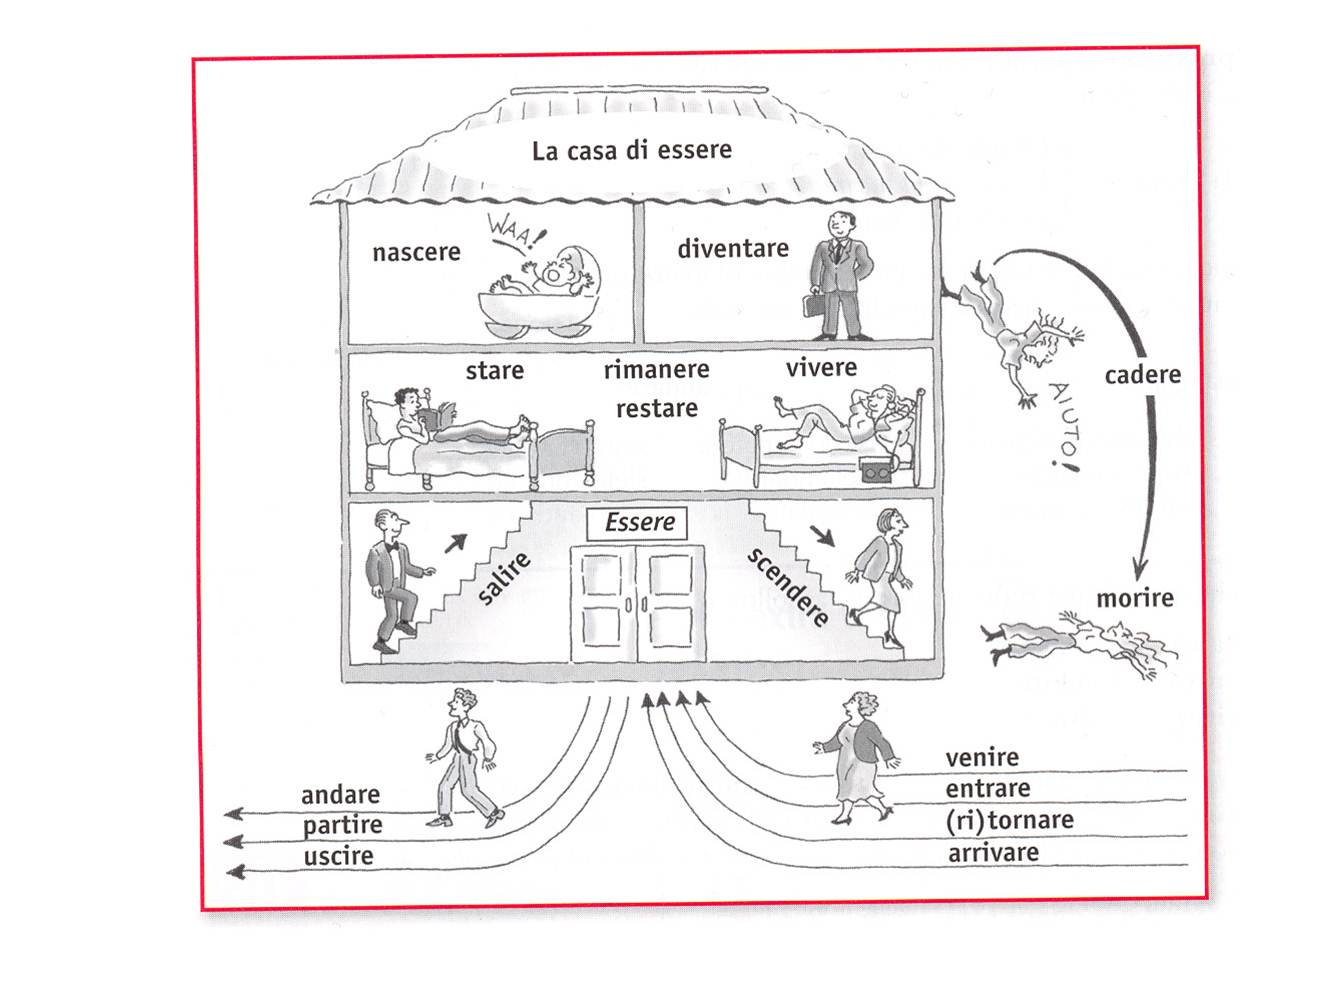 La casa di essere
WAA!
nascere
diventare
stare rimanere vivere
restare
cadere
AIUTO!
Essere
salire
scendere
morire
venire
andare
entrare
partire
(ri)tornare
uscire
arrivare